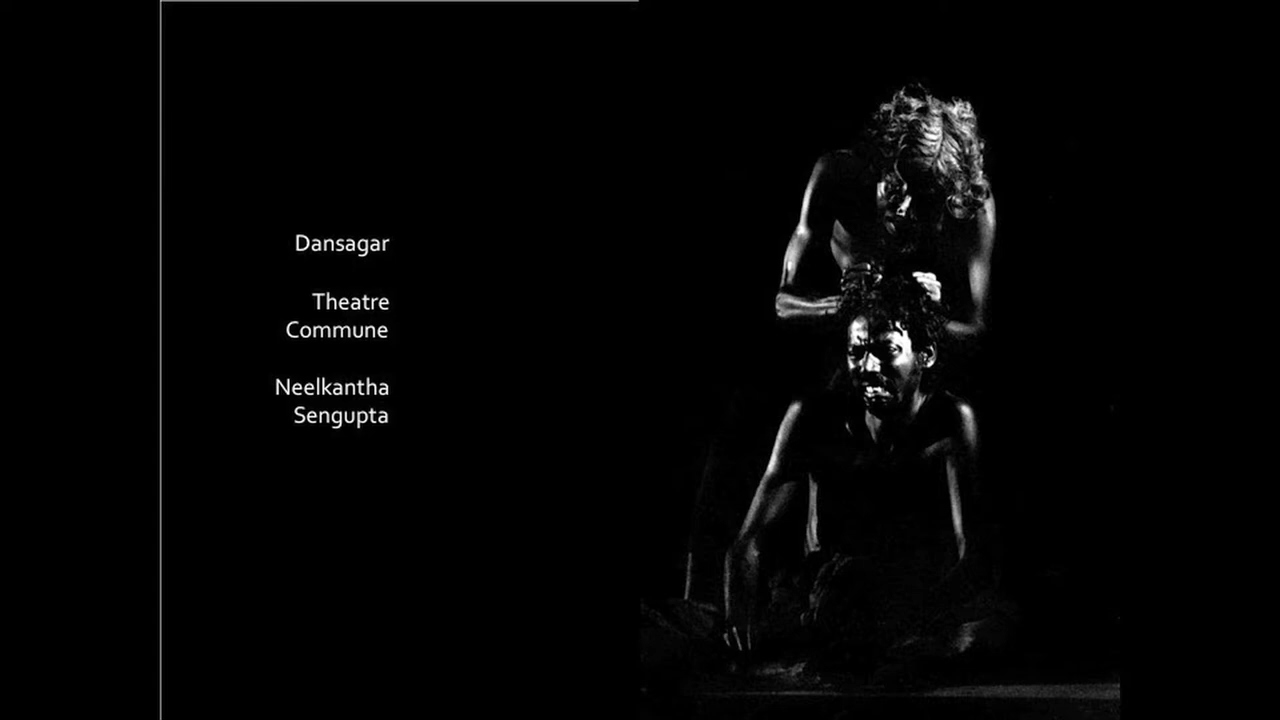 Dansagar
Theatre
Commune
Neelkantha
Sengupta